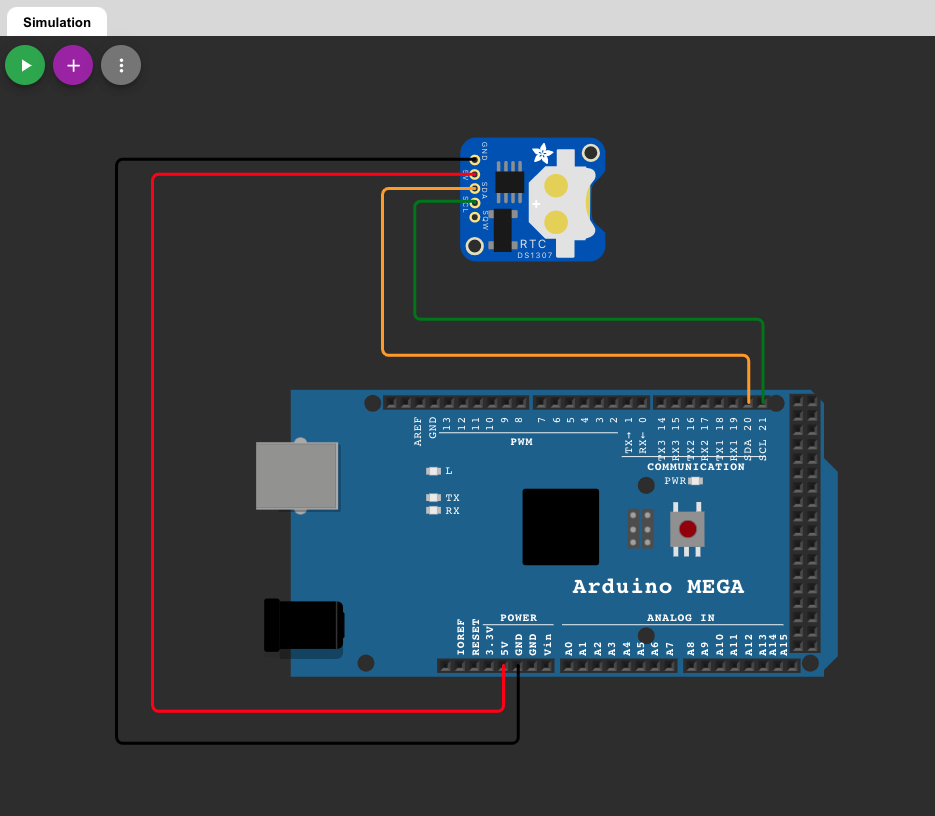 Simulation
GND
5V
SDA
SCL
SQW
RTC
DS1307
AREF
GND
13
12
11
10
9
8
7
6
5
4
3
2
TX→ 1
RX← 0
TX3 14
RX3 15
TX2 16
RX2 17
TX1 18
RX1 19
SDA 20
SCL 21
PWM
COMMUNICATION
PWR
L
TX
RX
Arduino MEGA
POWER
ANALOG IN
IOREF
RESET
3.3V
5V
GND
GND
Vin
A0
A1
A2
A3
A4
A5
A6
A7
A8
A9
A10
A11
A12
A13
A14
A15